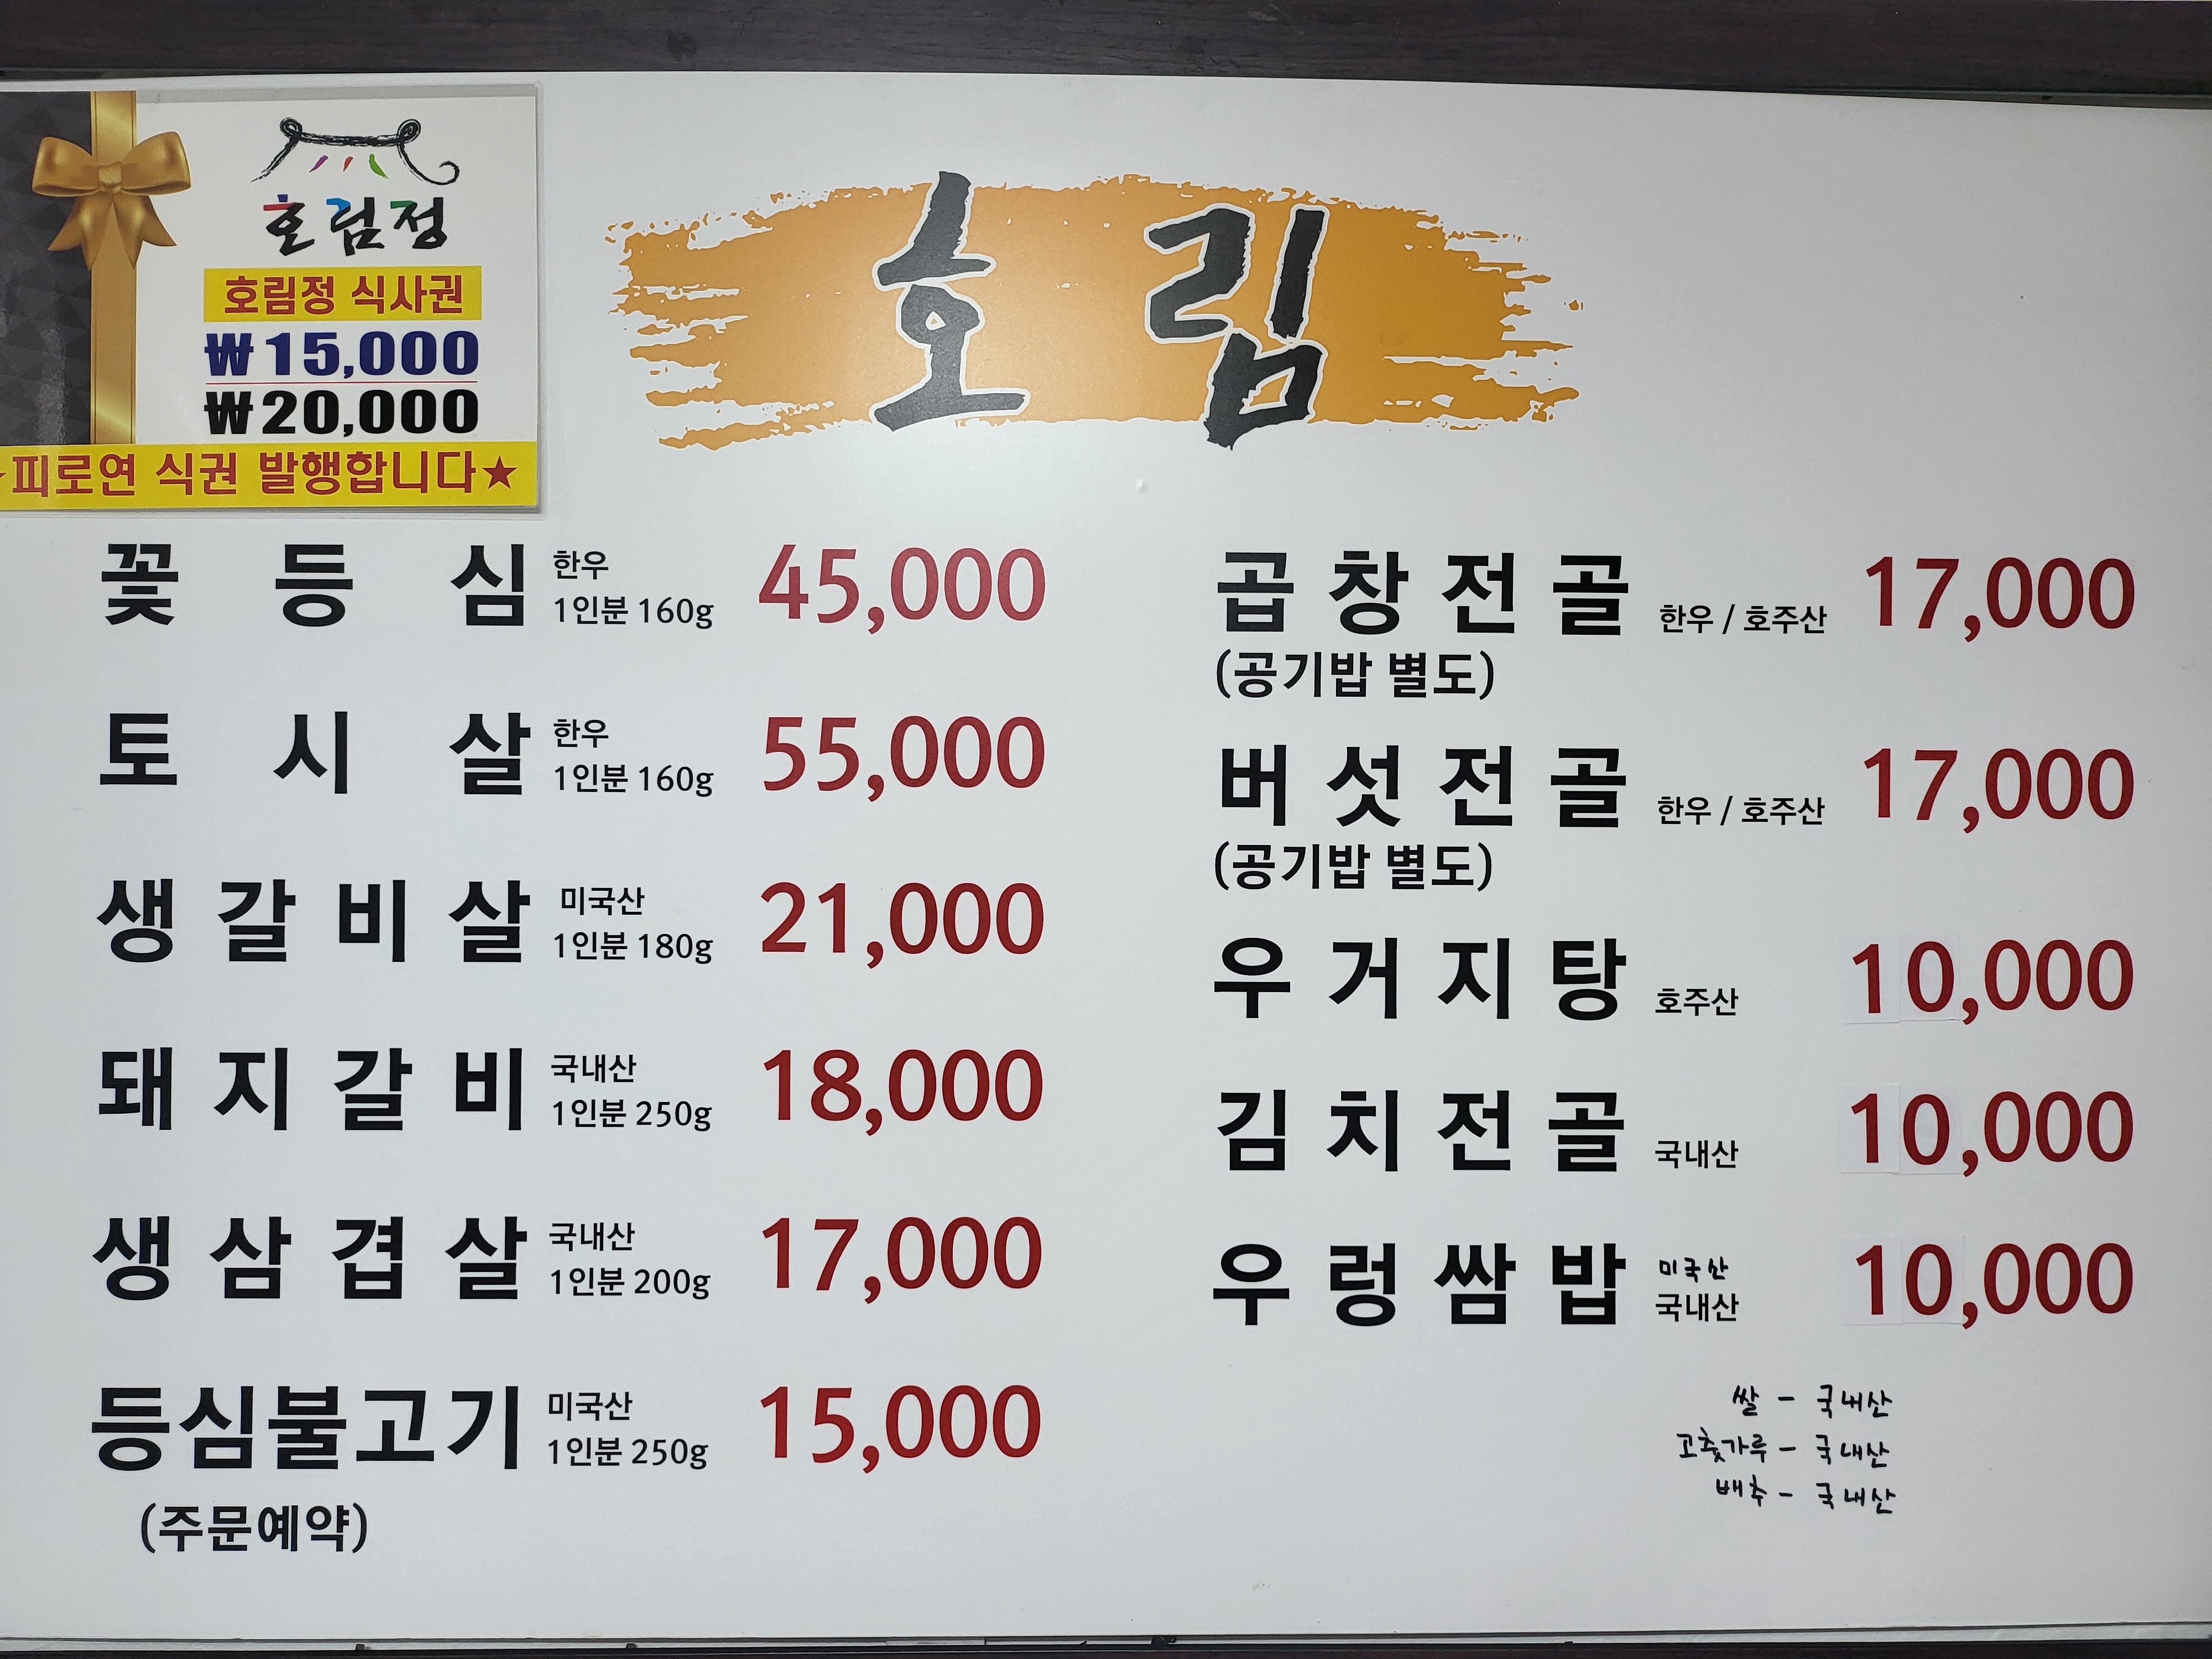 호림정
호림정 식사권
₩15,000
₩20,000
피로연 식권 발행합니다★
호림
꽃등심 한우 1인분 160g 45,000
토시살 한우 1인분 160g 55,000
생갈비살 미국산 1인분 180g 21,000
돼지갈비 국내산 1인분 250g 18,000
생삼겹살 국내산 1인분 200g 17,000
등심불고기 미국산 1인분 250g 15,000
(주문예약)
곱창전골 한우 / 호주산 17,000
(공기밥 별도)
버섯전골 한우 / 호주산 17,000
(공기밥 별도)
우거지탕 호주산 10,000
김치전골 국내산 10,000
우렁쌈밥 미국산 국내산 10,000
쌀 - 국내산
고춧가루 - 국내산
배추 - 국내산